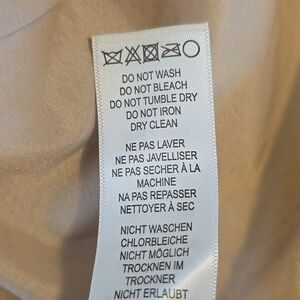 DO NOT WASH
DO NOT BLEACH
DO NOT TUMBLE DRY
DO NOT IRON
DRY CLEAN
NE PAS LAVER
NE PAS JAVELLISER
NE PAS SECHER À LA
MACHINE
NA PAS REPASSER
NETTOYER À SEC
NICHT WASCHEN
CHLORBLEICHE
NICHT MÖGLICH
TROCKNEN IM
TROCKNER
NICHT ERLAUBT